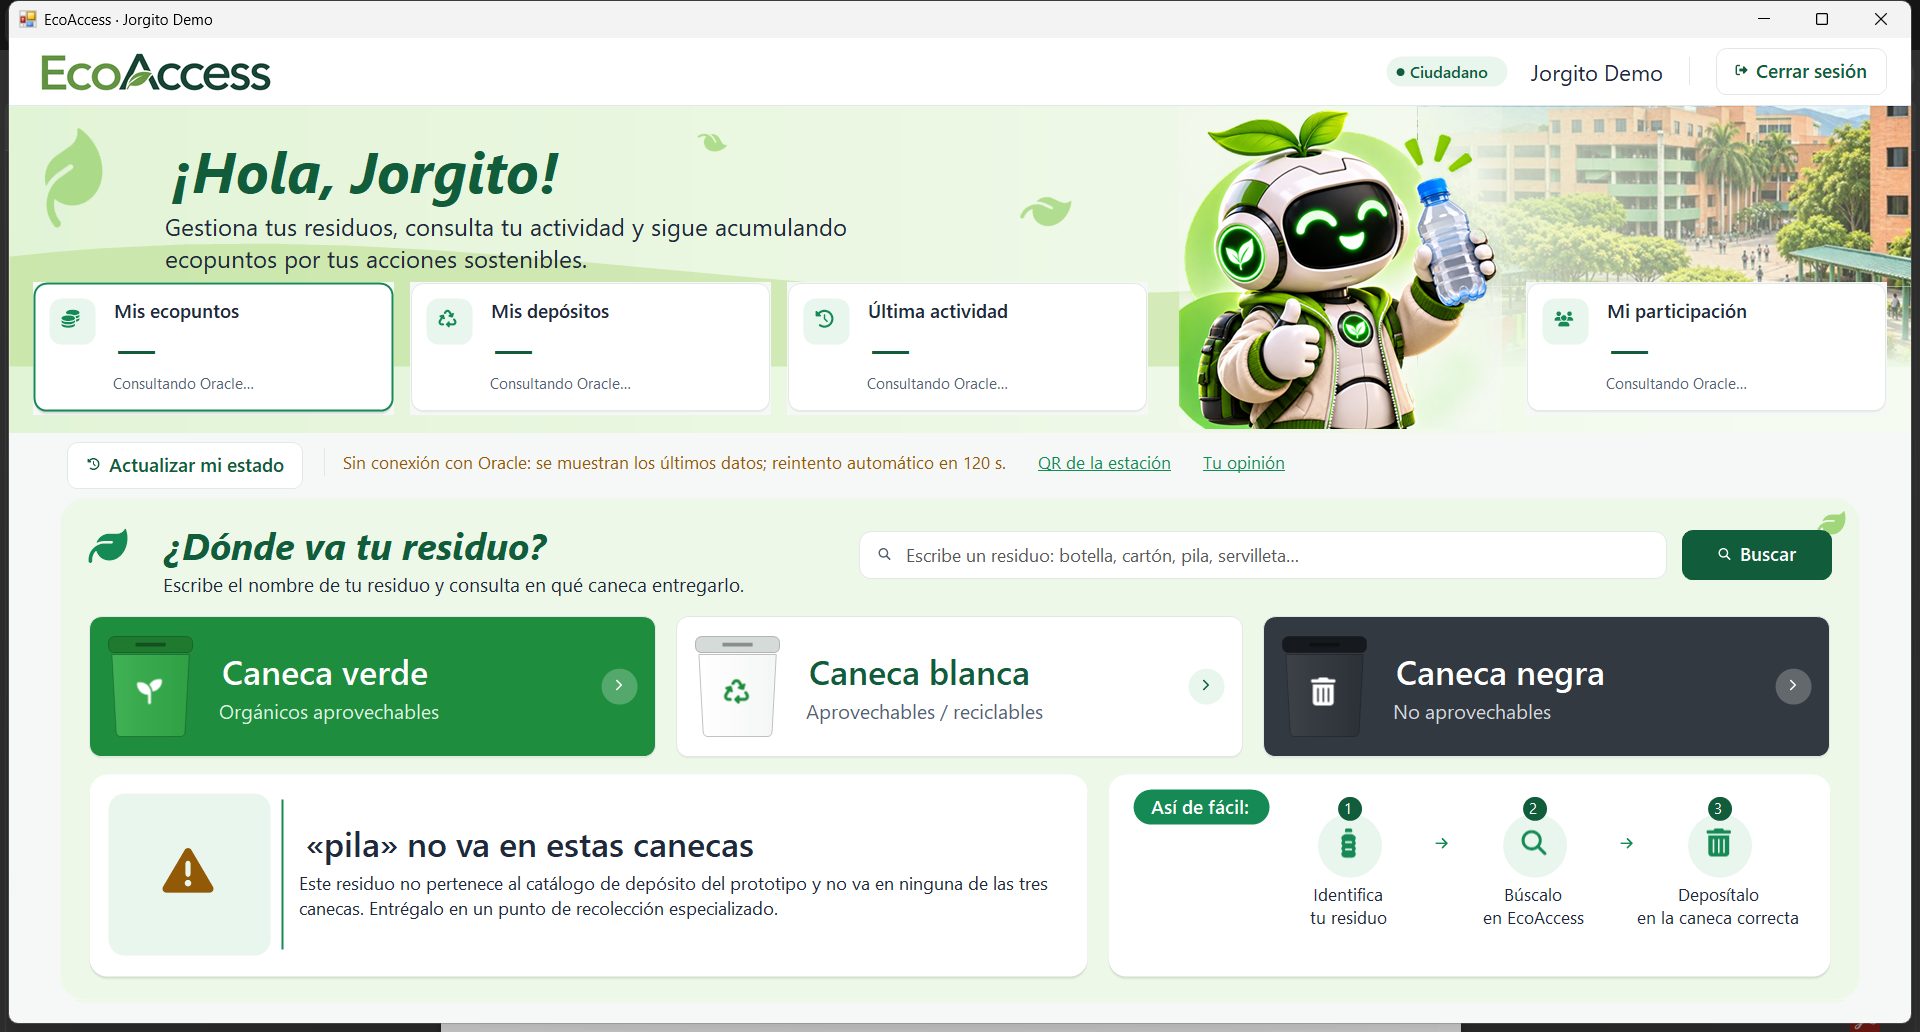 EcoAccess · Jorgito Demo
EcoAccess
Ciudadano
Jorgito Demo
Cerrar sesión
¡Hola, Jorgito!
Gestiona tus residuos, consulta tu actividad y sigue acumulando
ecopuntos por tus acciones sostenibles.
Mis ecopuntos
Consultando Oracle...
Mis depósitos
Consultando Oracle...
Última actividad
Consultando Oracle...
Mi participación
Consultando Oracle...
Actualizar mi estado
Sin conexión con Oracle: se muestran los últimos datos; reintento automático en 120 s.
QR de la estación
Tu opinión
¿Dónde va tu residuo?
Escribe el nombre de tu residuo y consulta en qué caneca entregarlo.
Escribe un residuo: botella, cartón, pila, servilleta...
Buscar
Caneca verde
Orgánicos aprovechables
Caneca blanca
Aprovechables / reciclables
Caneca negra
No aprovechables
«pila» no va en estas canecas
Este residuo no pertenece al catálogo de depósito del prototipo y no va en ninguna de las tres
canecas. Entrégalo en un punto de recolección especializado.
Así de fácil:
1
Identifica
tu residuo
2
Búscalo
en EcoAccess
3
Deposítalo
en la caneca correcta